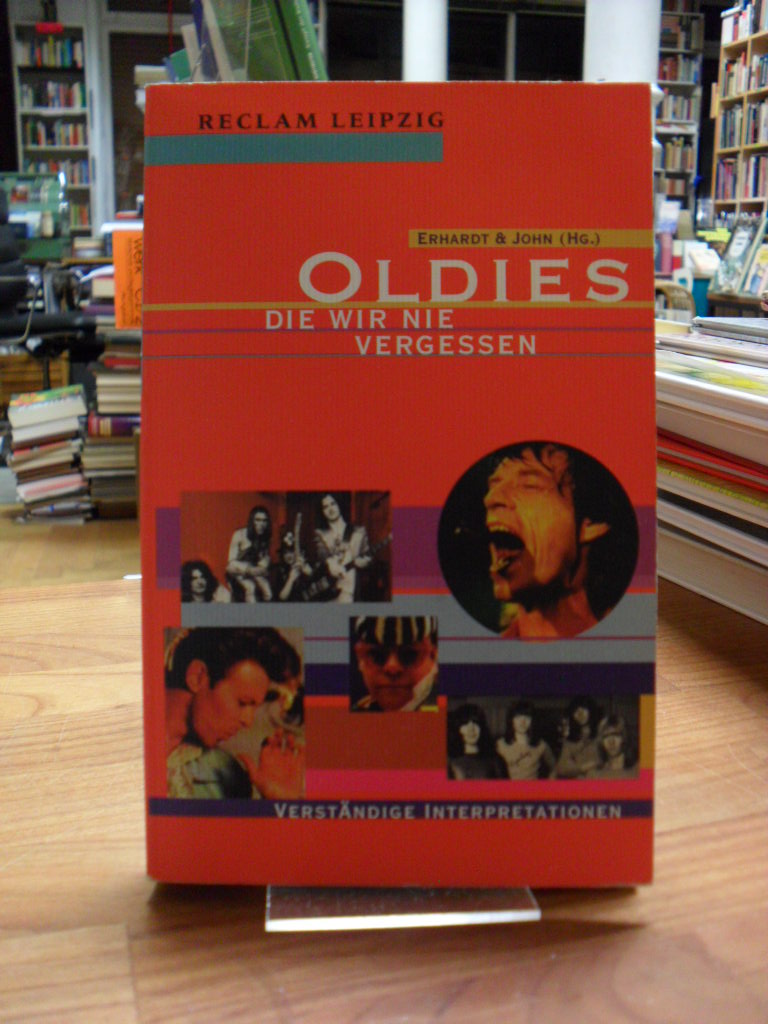 RECLAM LEIPZIG
ERHARDT & JOHN (HG.)
OLDIES
DIE WIR NIE
VERGESSEN
VERSTÄNDIGE INTERPRETATIONEN